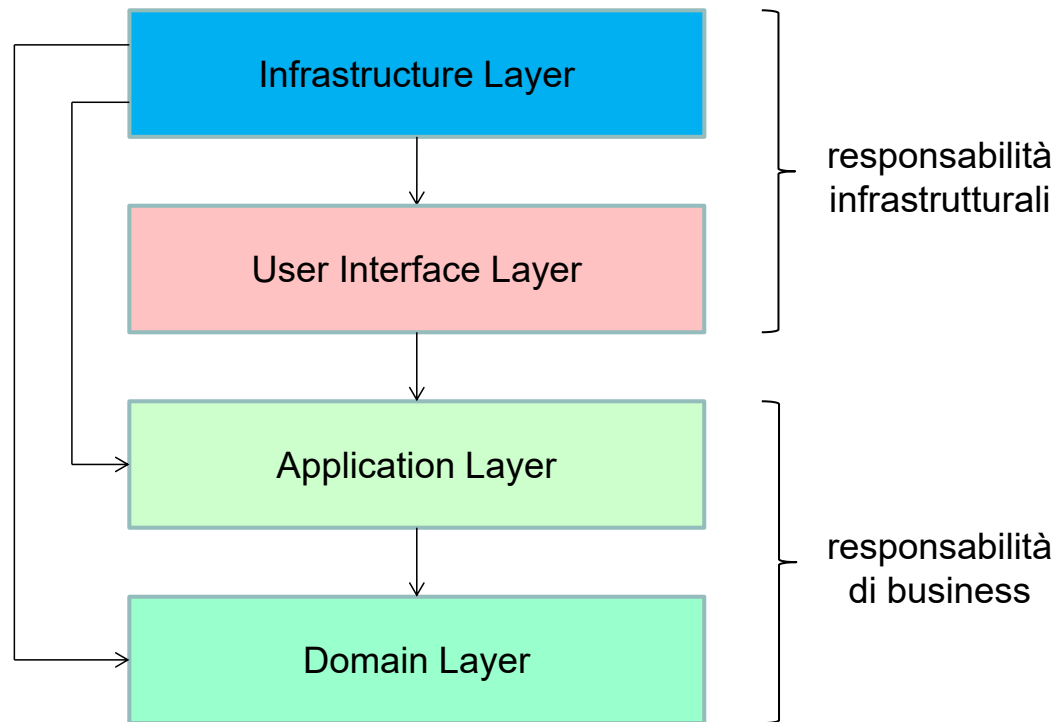 Infrastructure Layer
responsabilità
infrastrutturali
User Interface Layer
Application Layer
responsabilità
di business
Domain Layer